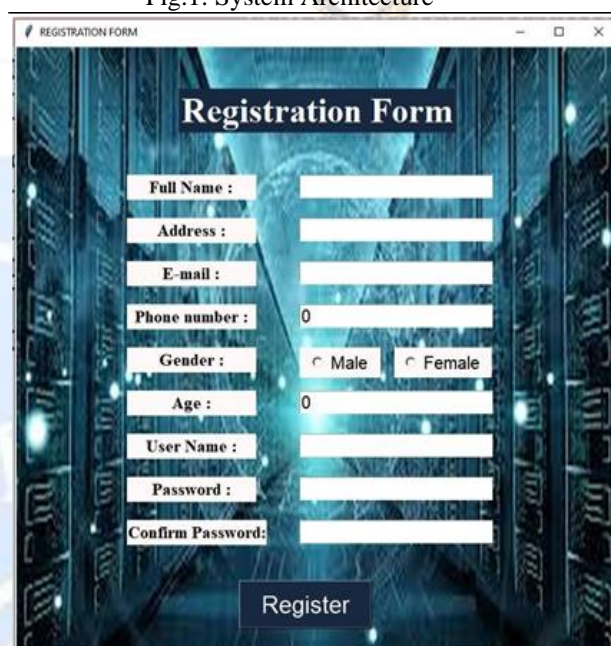 Fig.1. System Architecture
REGISTRATION FORM
Registration Form
Full Name :
Address :
E-mail :
Phone number : 0
Gender : Male Female
Age : 0
User Name :
Password :
Confirm Password:
Register